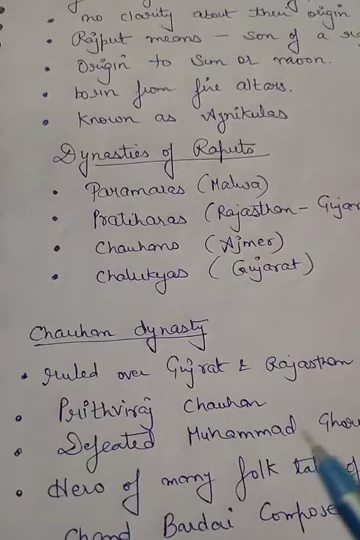 no clarity about their origin
Rajput means - son of a
Origin to Sun or moon.
born from fire altars.
Known as Agnikulas
Dynasties of Raputs
Paramaras (Malwa)
Pratiharas (Rajasthan - Gujar
Chauhans (Ajmer)
Chalukyas (Gujarat)
Chauhan dynasty
ruled over Gujrat & Rajasthan
Prithviraj Chauhan
Defeated Muhammad Ghor
Hero of many folk tales of
Chand Bardai Compose